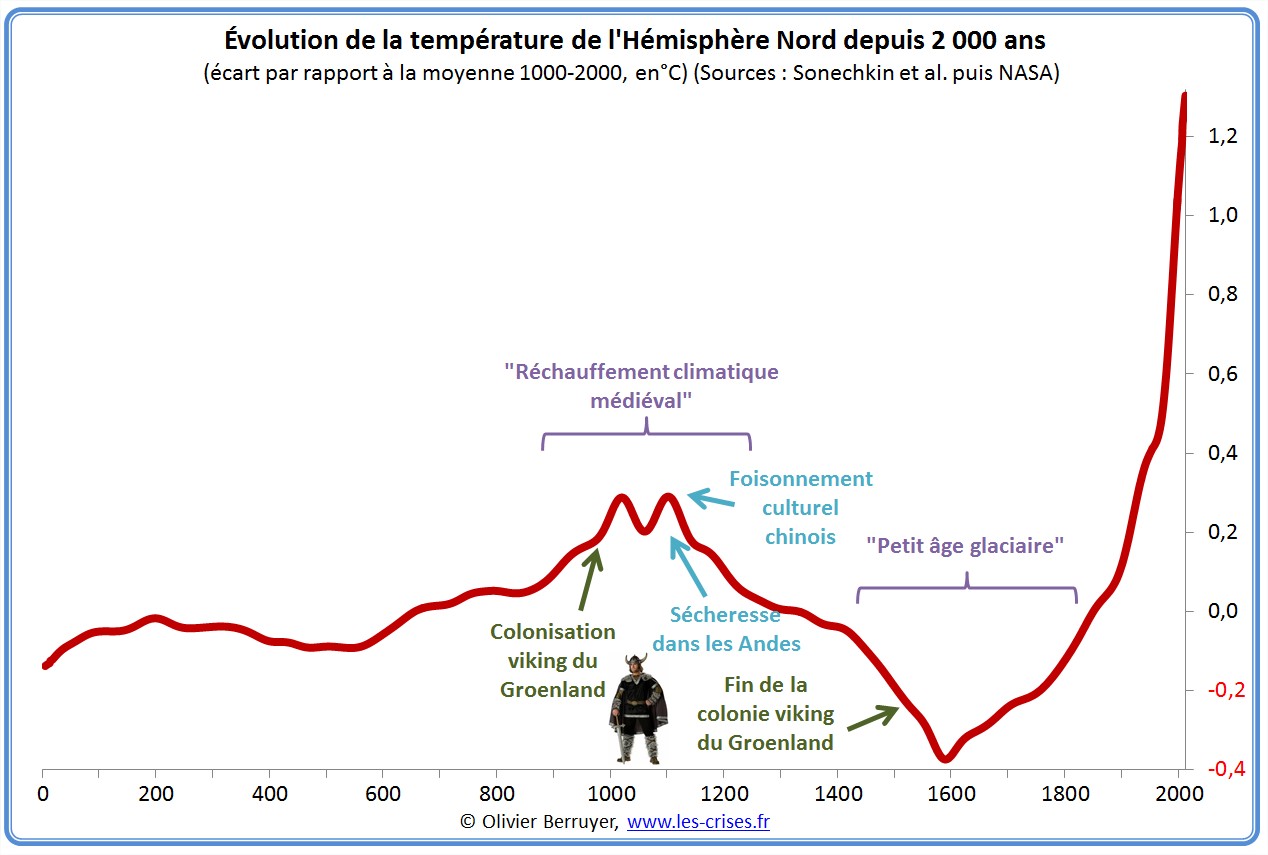 Évolution de la température de l'Hémisphère Nord depuis 2 000 ans
(écart par rapport à la moyenne 1000-2000, en°C) (Sources : Sonechkin et al. puis NASA)
1,2
1,0
0,8
0,6
0,4
0,2
0,0
-0,2
-0,4
"Réchauffement climatique
médiéval"
Foisonnement
culturel
chinois
"Petit âge glaciaire"
Colonisation
viking du
Groenland
Sécheresse
dans les Andes
Fin de la
colonie viking
du Groenland
0 200 400 600 800 1000 1200 1400 1600 1800 2000
© Olivier Berruyer, www.les-crises.fr